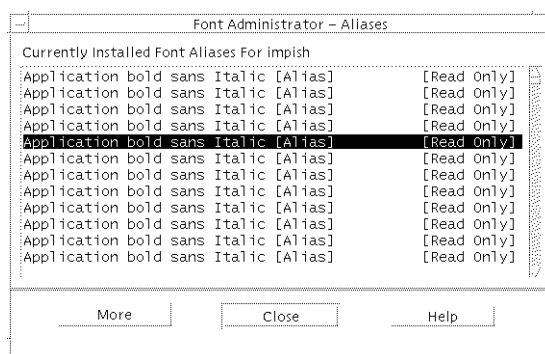 Font Administrator – Aliases
Currently Installed Font Aliases For impish
Application bold sans Italic [Alias] [Read Only]
Application bold sans Italic [Alias] [Read Only]
Application bold sans Italic [Alias] [Read Only]
Application bold sans Italic [Alias] [Read Only]
Application bold sans Italic [Alias] [Read Only]
Application bold sans Italic [Alias] [Read Only]
Application bold sans Italic [Alias] [Read Only]
Application bold sans Italic [Alias] [Read Only]
Application bold sans Italic [Alias] [Read Only]
Application bold sans Italic [Alias] [Read Only]
Application bold sans Italic [Alias] [Read Only]
Application bold sans Italic [Alias] [Read Only]
More Close Help